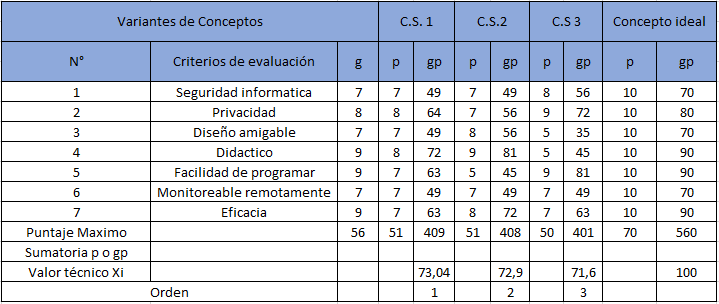 Variantes de Conceptos C.S. 1 C.S.2 C.S 3 Concepto ideal
N° Criterios de evaluación g p gp p gp p gp p gp
1 Seguridad informatica 7 7 49 7 49 8 56 10 70
2 Privacidad 8 8 64 7 56 9 72 10 80
3 Diseño amigable 7 7 49 8 56 5 35 10 70
4 Didactico 9 8 72 9 81 5 45 10 90
5 Facilidad de programar 9 7 63 5 45 9 81 10 90
6 Monitoreable remotamente 7 7 49 7 49 7 49 10 70
7 Eficacia 9 7 63 8 72 7 63 10 90
Puntaje Maximo 56 51 409 51 408 50 401 70 560
Sumatoria p o gp
Valor técnico Xi 73,04 72,9 71,6 100
Orden 1 2 3